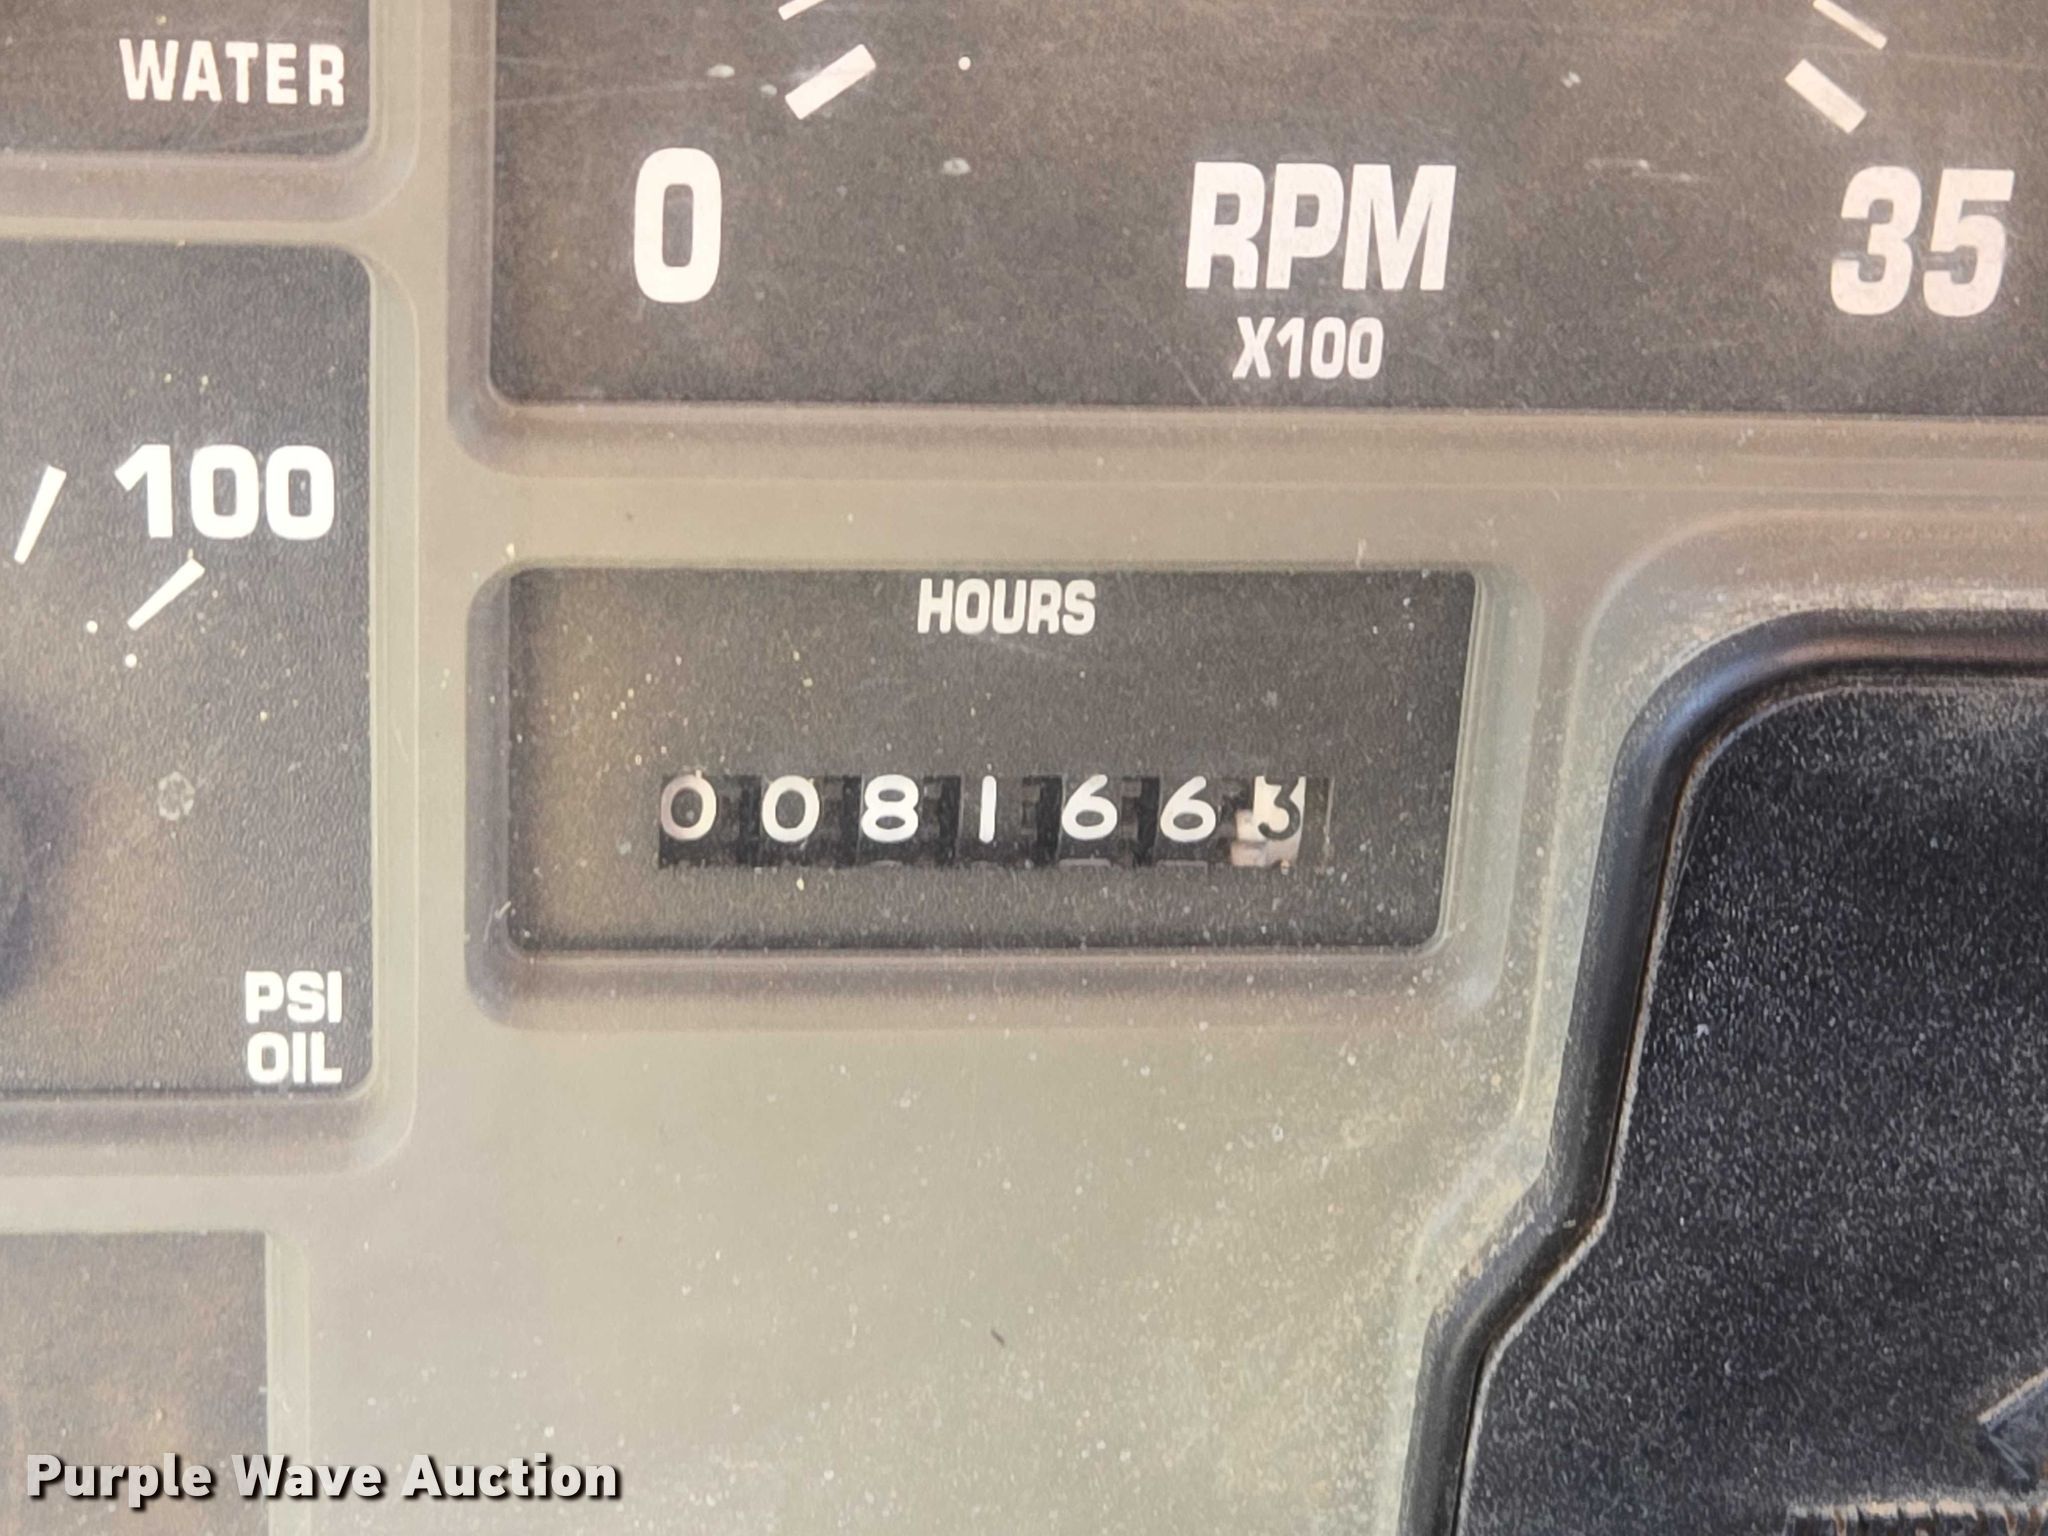 WATER
0
RPM
X100
35
100
HOURS
0081663
PSI
OIL
Purple Wave Auction